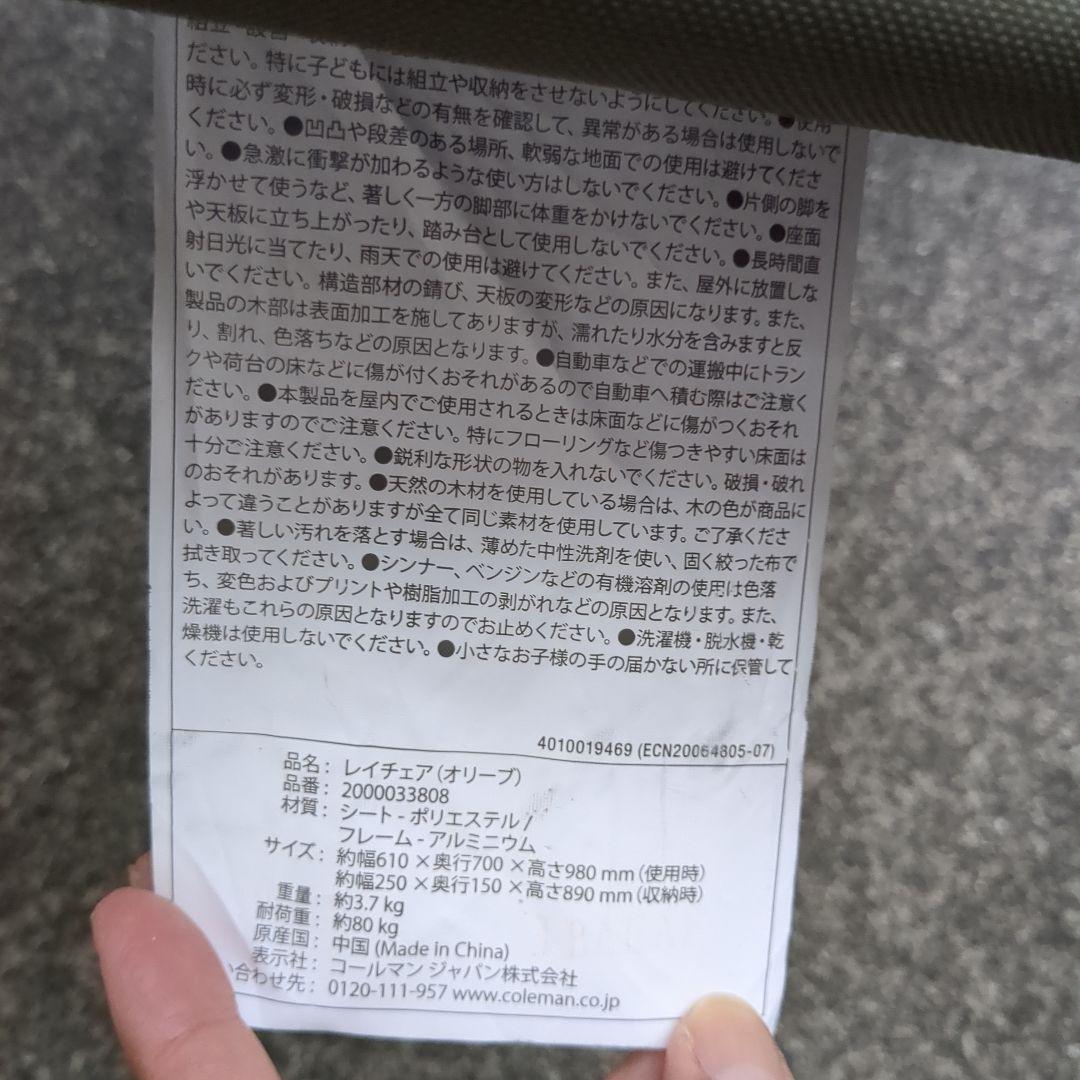 ださい。特に子どもには組立や収納をさせないようにしてください。●使用
時に必ず変形・破損などの有無を確認して、異常がある場合は使用しないで
ください。●凹凸や段差のある場所、軟弱な地面での使用は避けてくださ
い。●急激に衝撃が加わるような使い方はしないでください。●片側の脚を
浮かせて使うなど、著しく一方の脚部に体重をかけないでください。●座面
や天板に立ち上がったり、踏み台として使用しないでください。●長時間直
射日光に当てたり、雨天での使用は避けてください。また、屋外に放置しな
いでください。構造部材の錆び、天板の変形などの原因になります。また、
製品の木部は表面加工を施してありますが、濡れたり水分を含みますと反
り、割れ、色落ちなどの原因となります。●自動車などでの運搬中にトラン
クや荷台の床などに傷が付くおそれがあるので自動車へ積む際はご注意く
ださい。●本製品を屋内でご使用されるときは床面などに傷がつくおそれ
がありますのでご注意ください。特にフローリングなど傷つきやすい床面は
十分ご注意ください。●鋭利な形状の物を入れないでください。破損・破れ
のおそれがあります。●天然の木材を使用している場合は、木の色が商品に
よって違うことがありますが全て同じ素材を使用しています。ご了承くださ
い。●著しい汚れを落とす場合は、薄めた中性洗剤を使い、固く絞った布で
拭き取ってください。●シンナー、ベンジンなどの有機溶剤の使用は色落
ち、変色およびプリントや樹脂加工の剥がれなどの原因となります。また、
洗濯もこれらの原因となりますのでお止めください。●洗濯機・脱水機・乾
燥機は使用しないでください。●小さなお子様の手の届かない所に保管して
ください。
4010019469 (ECN20064805-07)
品名： レイチェア（オリーブ）
品番： 2000033808
材質： シート - ポリエステル /
フレーム - アルミニウム
サイズ： 約幅610 × 奥行700 × 高さ980 mm（使用時）
約幅250 × 奥行150 × 高さ890 mm（収納時）
重量： 約3.7 kg
耐荷重： 約80 kg
原産国： 中国 (Made in China)
表示社： コールマン ジャパン株式会社
い合わせ先： 0120-111-957 www.coleman.co.jp